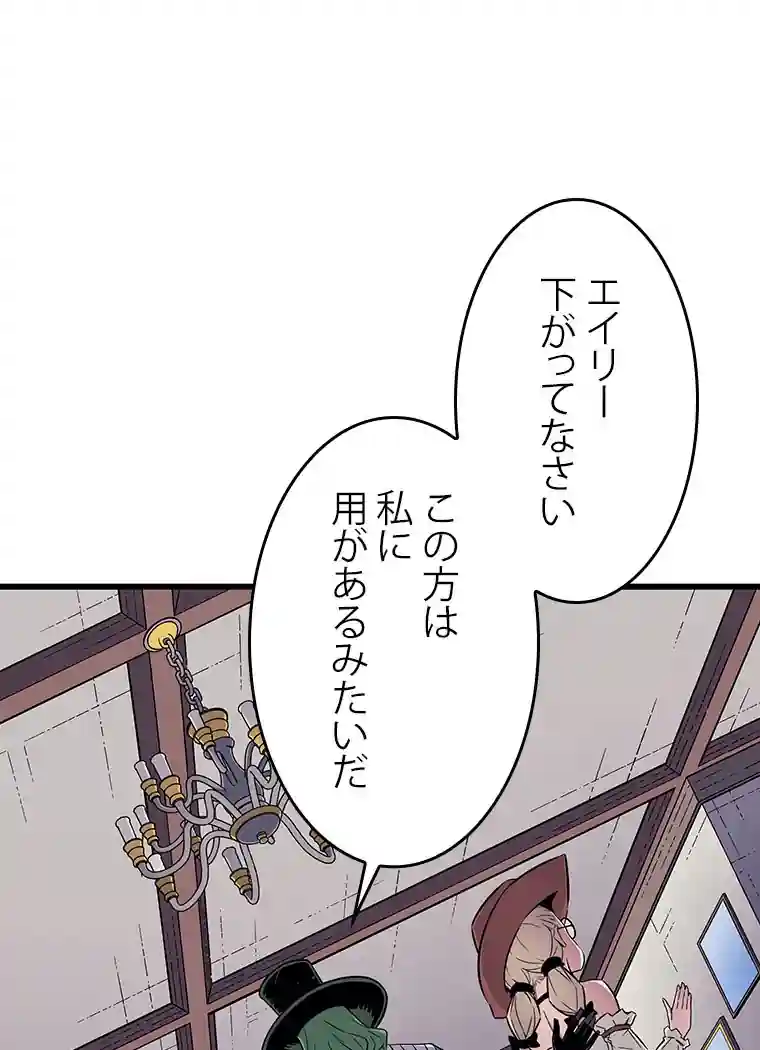 エイリー
下がってなさい
この方は
私に
用があるみたいだ